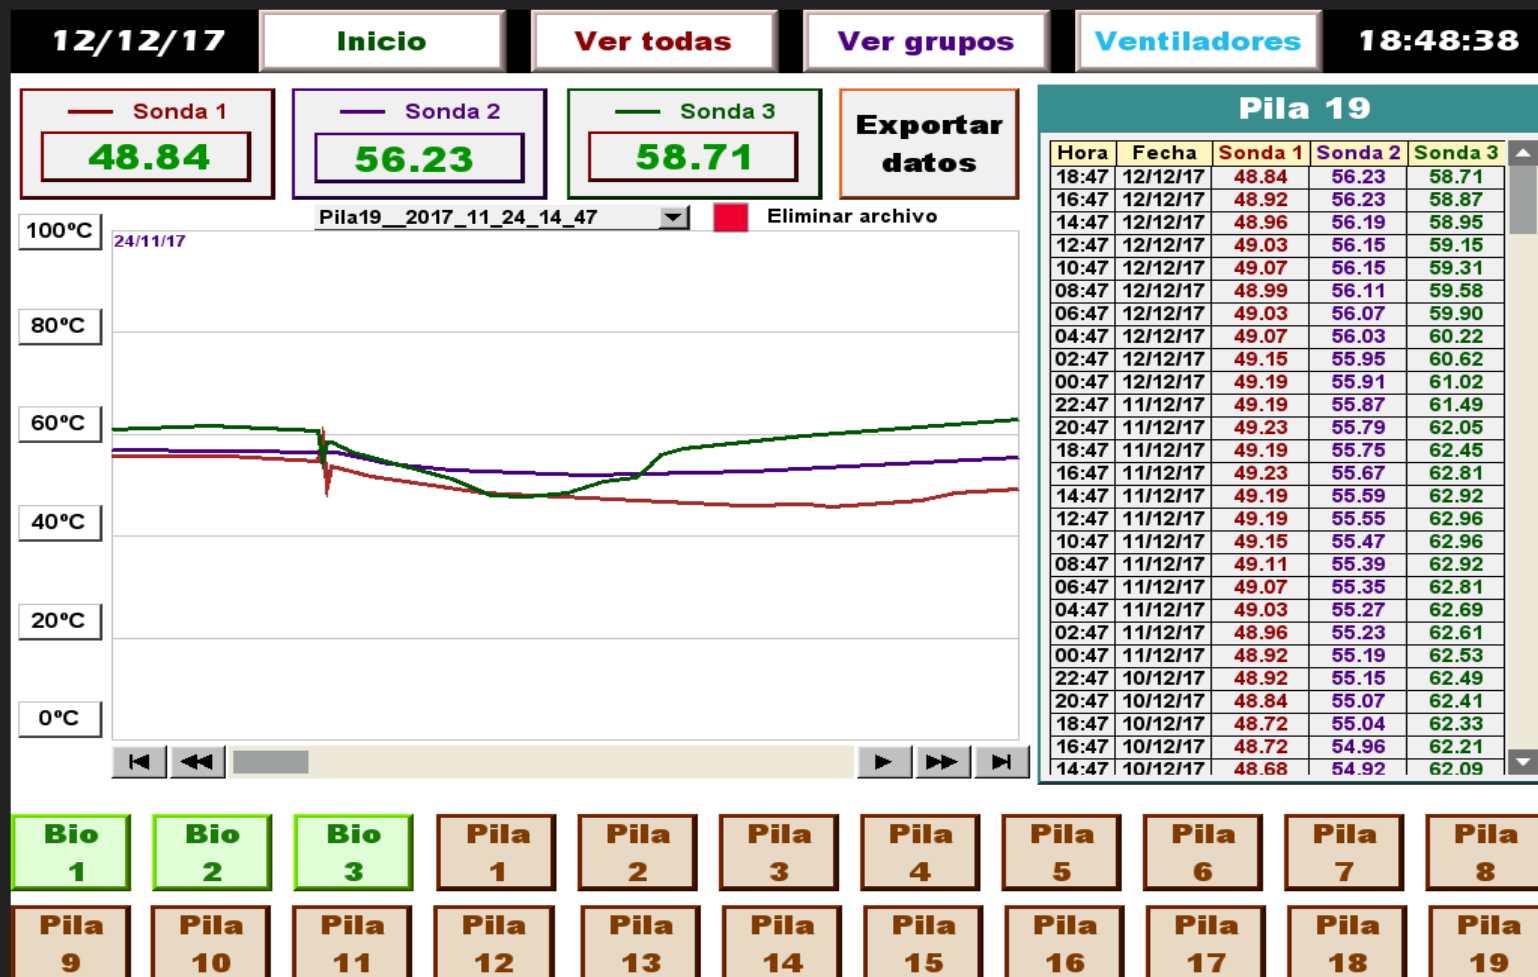 12/12/17 Inicio Ver todas Ver grupos Ventiladores 18:48:38
Sonda 1
48.84
Sonda 2
56.23
Sonda 3
58.71
Exportar
datos
Pila19__2017_11_24_14_47
Eliminar archivo
24/11/17
100ºC
80ºC
60ºC
40ºC
20ºC
0ºC
Pila 19
Hora Fecha Sonda 1 Sonda 2 Sonda 3
18:47 12/12/17 48.84 56.23 58.71
16:47 12/12/17 48.92 56.23 58.87
14:47 12/12/17 48.96 56.19 58.95
12:47 12/12/17 49.03 56.15 59.15
10:47 12/12/17 49.07 56.15 59.31
08:47 12/12/17 48.99 56.11 59.58
06:47 12/12/17 49.03 56.07 59.90
04:47 12/12/17 49.07 56.03 60.22
02:47 12/12/17 49.15 55.95 60.62
00:47 12/12/17 49.19 55.91 61.02
22:47 11/12/17 49.19 55.87 61.49
20:47 11/12/17 49.23 55.79 62.05
18:47 11/12/17 49.19 55.75 62.45
16:47 11/12/17 49.23 55.67 62.81
14:47 11/12/17 49.19 55.59 62.92
12:47 11/12/17 49.19 55.55 62.96
10:47 11/12/17 49.15 55.47 62.96
08:47 11/12/17 49.11 55.39 62.92
06:47 11/12/17 49.07 55.35 62.81
04:47 11/12/17 49.03 55.27 62.69
02:47 11/12/17 48.96 55.23 62.61
00:47 11/12/17 48.92 55.19 62.53
22:47 10/12/17 48.92 55.15 62.49
20:47 10/12/17 48.84 55.07 62.41
18:47 10/12/17 48.72 55.04 62.33
16:47 10/12/17 48.72 54.96 62.21
14:47 10/12/17 48.68 54.92 62.09
Bio
1
Bio
2
Bio
3
Pila
1
Pila
2
Pila
3
Pila
4
Pila
5
Pila
6
Pila
7
Pila
8
Pila
9
Pila
10
Pila
11
Pila
12
Pila
13
Pila
14
Pila
15
Pila
16
Pila
17
Pila
18
Pila
19